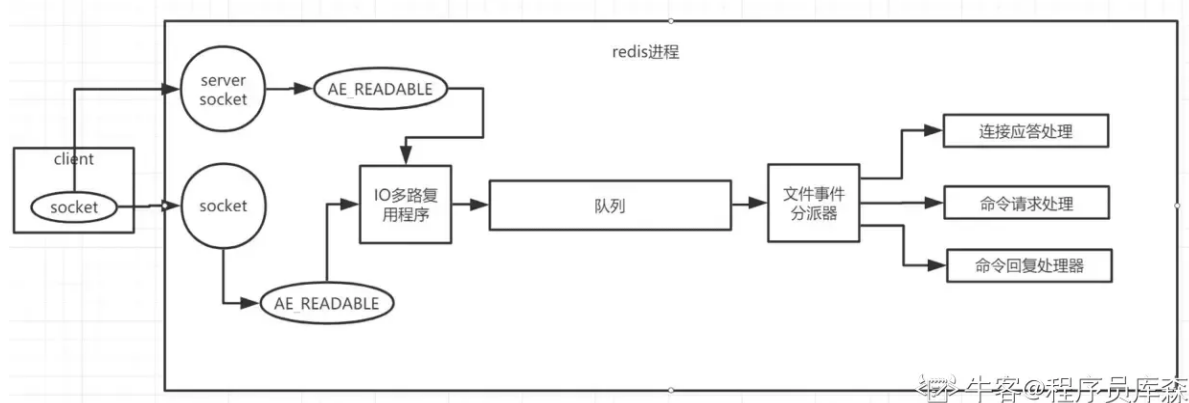 redis进程
server
socket
AE_READABLE
client
socket
socket
AE_READABLE
IO多路复
用程序
队列
文件事件
分派器
连接应答处理
命令请求处理
命令回复处理器
牛客@程序员库森